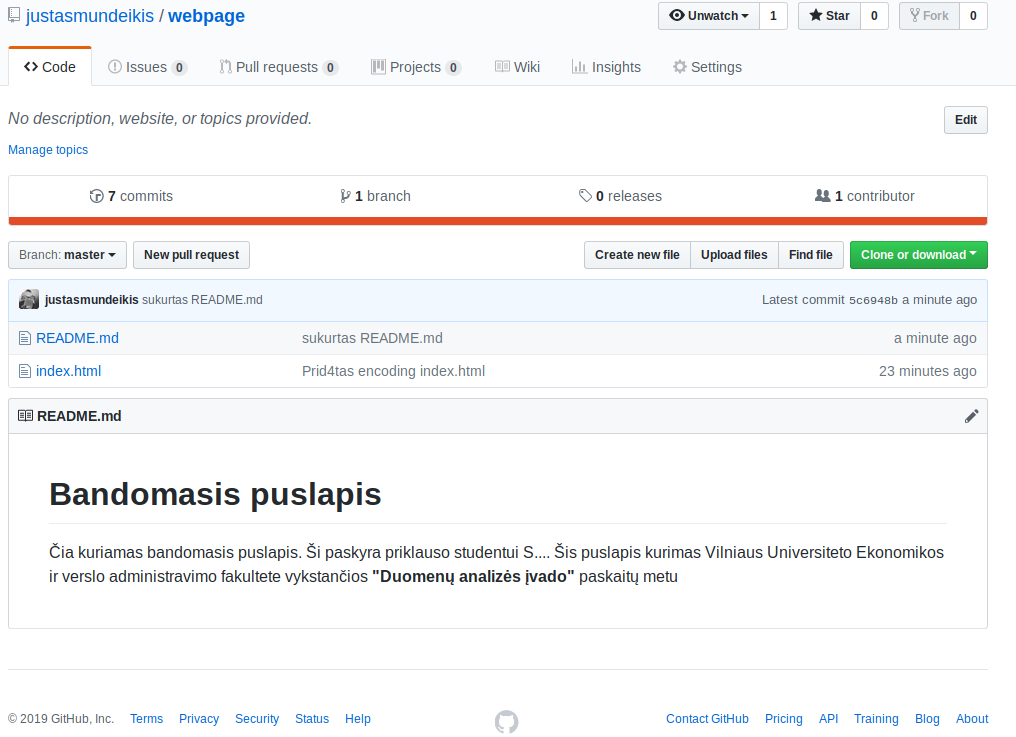 justasmundeikis / webpage
Unwatch 1 Star 0 Fork 0
Code Issues 0 Pull requests 0 Projects 0 Wiki Insights Settings
No description, website, or topics provided. Edit
Manage topics
7 commits 1 branch 0 releases 1 contributor
Branch: master New pull request Create new file Upload files Find file Clone or download
justasmundeikis sukurtas README.md Latest commit 5c6948b a minute ago
README.md sukurtas README.md a minute ago
index.html Prid4tas encoding index.html 23 minutes ago
README.md
Bandomasis puslapis
Čia kuriamas bandomasis puslapis. Ši paskyra priklauso studentui S.... Šis puslapis kurimas Vilniaus Universiteto Ekonomikos
ir verslo administravimo fakultete vykstančios "Duomenų analizės įvado" paskaitų metu
© 2019 GitHub, Inc. Terms Privacy Security Status Help Contact GitHub Pricing API Training Blog About